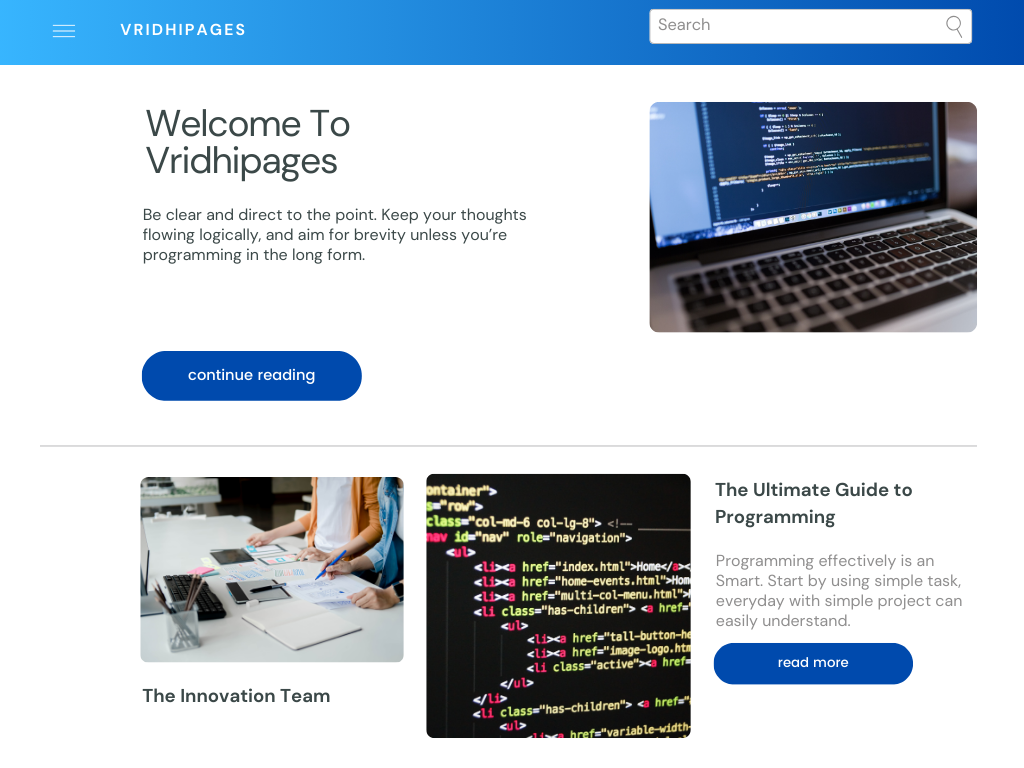 VRIDHIPAGES
Search
Welcome To
Vridhipages
Be clear and direct to the point. Keep your thoughts
flowing logically, and aim for brevity unless you’re
programming in the long form.
continue reading
The Innovation Team
ontainer">
s="row">
class="col-md-6 col-lg-8"> <!--
nav id="nav" role="navigation">
<ul>
<li><a href="index.html">Home</a><
<li><a href="home-events.html">Hom
<li><a href="multi-col-menu.html">
<li class="has-children"> <a href="
<ul>
<li><a href="tall-button-he
<li><a href="image-logo.htm
<li class="active"><a href=
</ul>
</li>
<li class="has-children"> <a href="
<ul>
<li><a href="variable-width-
The Ultimate Guide to
Programming
Programming effectively is an
Smart. Start by using simple task,
everyday with simple project can
easily understand.
read more